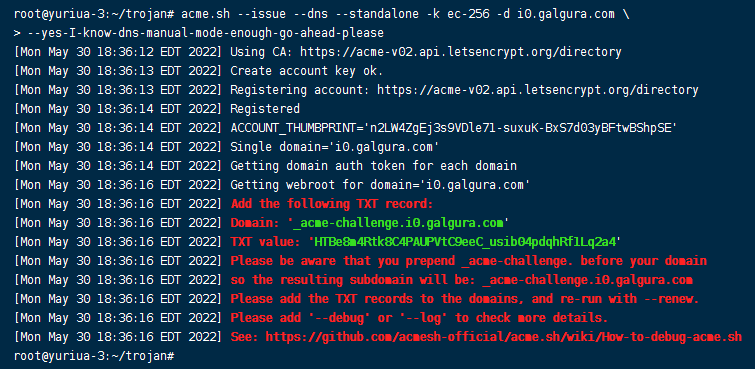 root@yuriua-3:~/trojan# acme.sh --issue --dns --standalone -k ec-256 -d i0.galgura.com \
> --yes-I-know-dns-manual-mode-enough-go-ahead-please
[Mon May 30 18:36:12 EDT 2022] Using CA: https://acme-v02.api.letsencrypt.org/directory
[Mon May 30 18:36:13 EDT 2022] Create account key ok.
[Mon May 30 18:36:13 EDT 2022] Registering account: https://acme-v02.api.letsencrypt.org/directory
[Mon May 30 18:36:14 EDT 2022] Registered
[Mon May 30 18:36:14 EDT 2022] ACCOUNT_THUMBPRINT='n2LW4ZgEj3s9VDle71-suxuK-BxS7d03yBFtwBShpSE'
[Mon May 30 18:36:14 EDT 2022] Single domain='i0.galgura.com'
[Mon May 30 18:36:14 EDT 2022] Getting domain auth token for each domain
[Mon May 30 18:36:16 EDT 2022] Getting webroot for domain='i0.galgura.com'
[Mon May 30 18:36:16 EDT 2022] Add the following TXT record:
[Mon May 30 18:36:16 EDT 2022] Domain: '_acme-challenge.i0.galgura.com'
[Mon May 30 18:36:16 EDT 2022] TXT value: 'HTBe8m4Rtk8C4PAUPVtC9eeC_usib04pdqhRf1Lq2a4'
[Mon May 30 18:36:16 EDT 2022] Please be aware that you prepend _acme-challenge. before your domain
[Mon May 30 18:36:16 EDT 2022] so the resulting subdomain will be: _acme-challenge.i0.galgura.com
[Mon May 30 18:36:16 EDT 2022] Please add the TXT records to the domains, and re-run with --renew.
[Mon May 30 18:36:16 EDT 2022] Please add '--debug' or '--log' to check more details.
[Mon May 30 18:36:16 EDT 2022] See: https://github.com/acmesh-official/acme.sh/wiki/How-to-debug-acme.sh
root@yuriua-3:~/trojan#